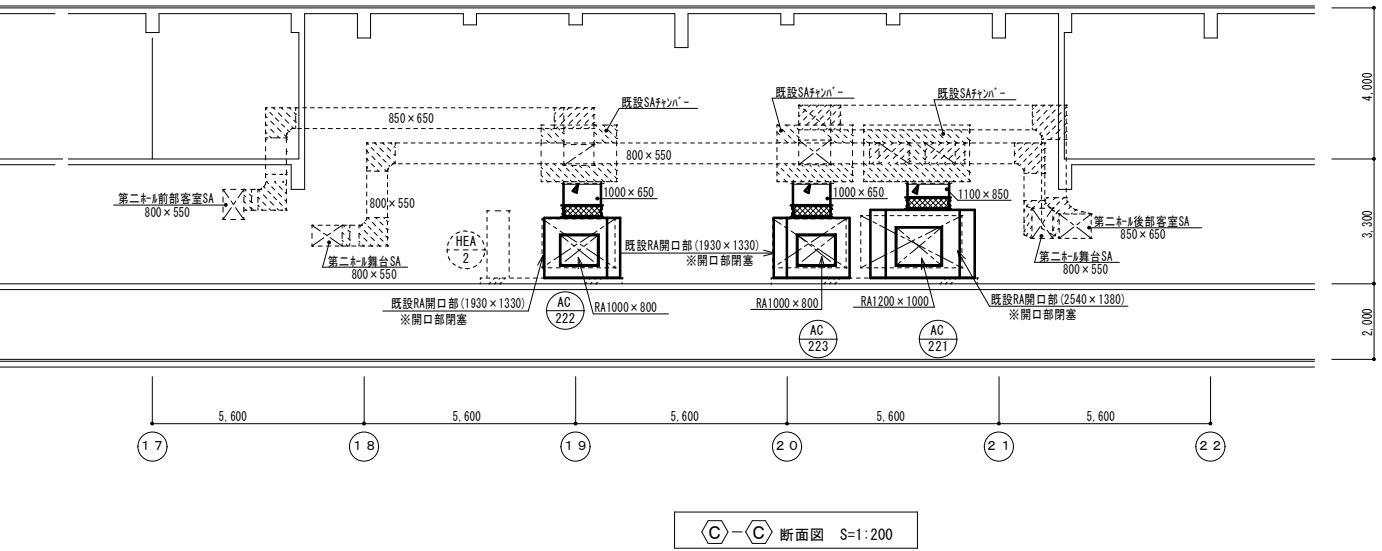 既設SAﾁｬﾝﾊﾞｰ
既設SAﾁｬﾝﾊﾞｰ
既設SAﾁｬﾝﾊﾞｰ
4,000
850×650
800×550
1000×650
1000×650
1100×850
第二ﾎｰﾙ前部客室SA
800×550
800×550
第二ﾎｰﾙ後部客室SA
850×650
3,300
HEA
2
既設RA開口部(1930×1330)
※開口部閉塞
第二ﾎｰﾙ舞台SA
800×550
第二ﾎｰﾙ舞台SA
800×550
既設RA開口部(1930×1330)
※開口部閉塞
AC
222
RA1000×800
RA1000×800
RA1200×1000
既設RA開口部(2540×1380)
※開口部閉塞
AC
223
AC
221
2,000
5,600
5,600
5,600
5,600
5,600
17
18
19
20
21
22
C－C 断面図 S=1:200